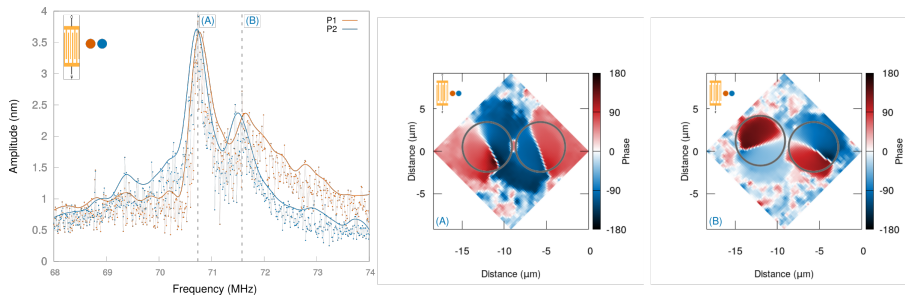 4
3.5
3
2.5
2
1.5
1
0.5
0
Amplitude (nm)
68
69
70
71
72
73
74
Frequency (MHz)
(A)
(B)
P1
P2
5
0
-5
Distance (µm)
-15
-10
-5
0
Distance (µm)
180
90
0
-90
-180
Phase
(A)
5
0
-5
Distance (µm)
-15
-10
-5
0
Distance (µm)
180
90
0
-90
-180
Phase
(B)